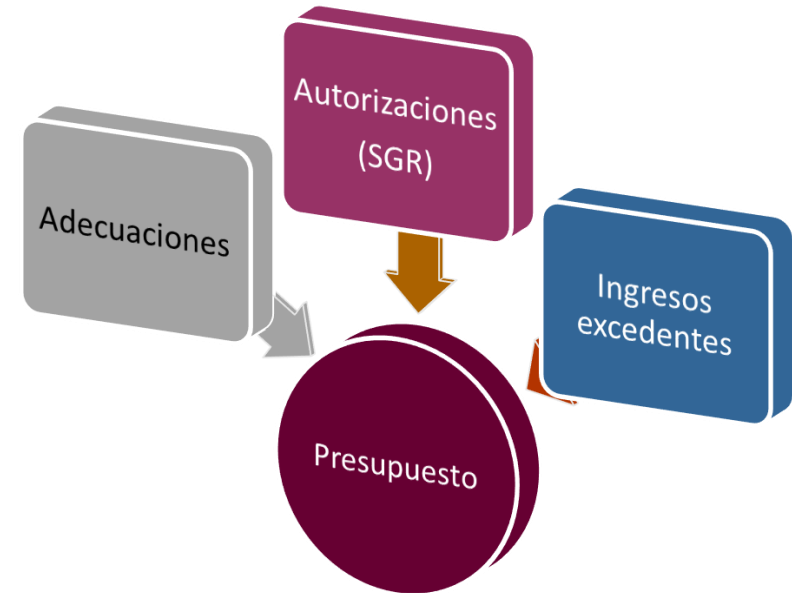 Adecuaciones
Autorizaciones
(SGR)
Ingresos
excedentes
Presupuesto